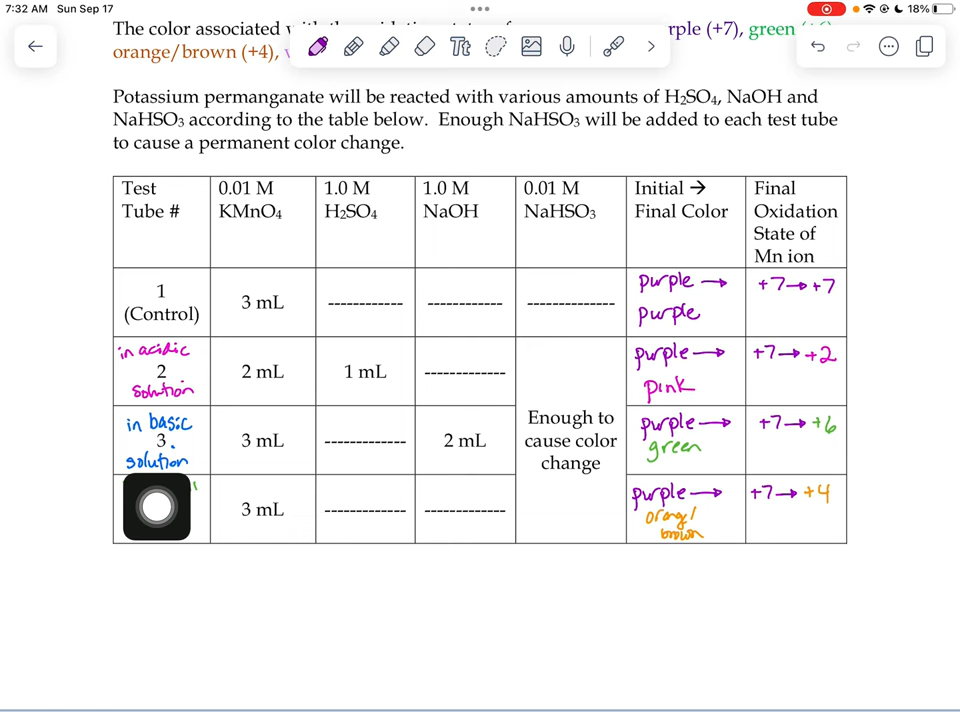 7:32 AM Sun Sep 17
18%
The color associated
rple (+7), green
orange/brown (+4),
Tt
Potassium permanganate will be reacted with various amounts of H₂SO₄, NaOH and
NaHSO₃ according to the table below. Enough NaHSO₃ will be added to each test tube
to cause a permanent color change.
Test Tube #
0.01 M KMnO₄
1.0 M H₂SO₄
1.0 M NaOH
0.01 M NaHSO₃
Initial → Final Color
Final Oxidation State of Mn ion
1 (Control)
3 mL
------------
------------
--------------
purple → purple
+7 → +7
in acidic 2 solution
2 mL
1 mL
-------------
Enough to cause color change
purple → pink
+7 → +2
in basic 3 solution
3 mL
-------------
2 mL
purple → green
+7 → +6
3 mL
-------------
-------------
purple → orang/ brown
+7 → +4